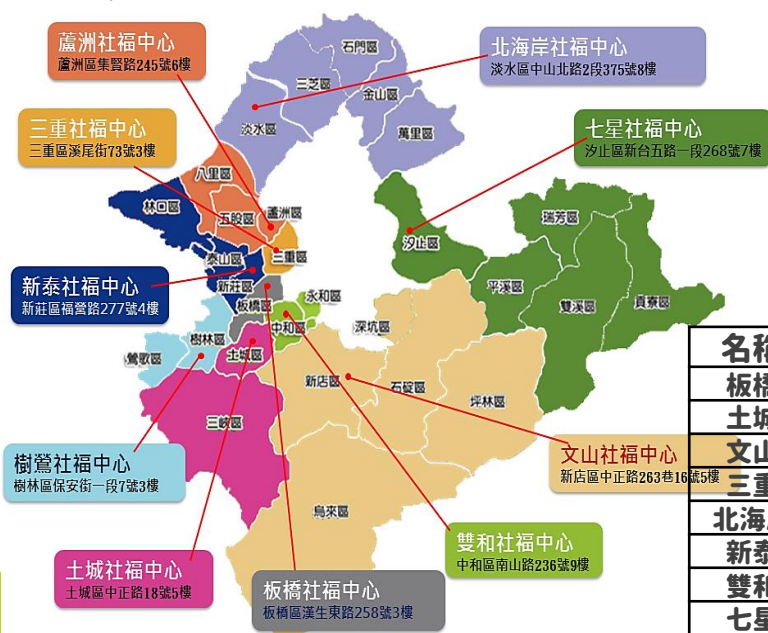 蘆洲社福中心
蘆洲區集賢路245號6樓
北海岸社福中心
淡水區中山北路2段375號8樓
三重社福中心
三重區溪尾街73號3樓
七星社福中心
汐止區新台五路一段268號7樓
新泰社福中心
新莊區福營路277號4樓
樹鶯社福中心
樹林區保安街一段7號3樓
土城社福中心
土城區中正路18號5樓
板橋社福中心
板橋區漢生東路258號3樓
雙和社福中心
中和區南山路236號9樓
文山社福中心
新店區中正路263巷16號5樓
石門區
三芝區
金山區
淡水區
萬里區
八里區
林口區
五股區
蘆洲區
泰山區
三重區
新莊區
板橋區
永和區
中和區
樹林區
鶯歌區
土城區
三峽區
汐止區
瑞芳區
平溪區
雙溪區
貢寮區
深坑區
新店區
石碇區
坪林區
烏來區
名稱
板橋
土城
文山
三重
北海
新泰
雙和
七星